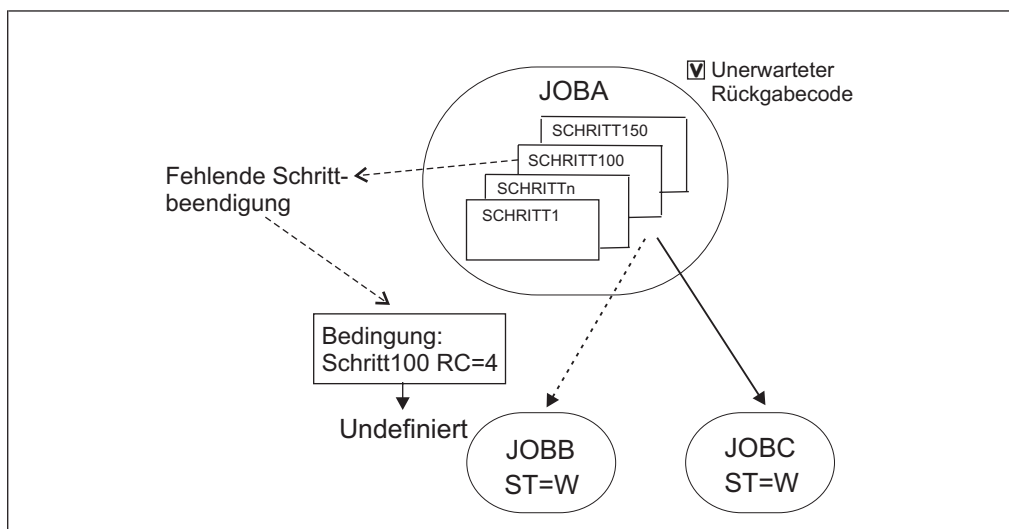 JOBA
Unerwarteter
Rückgabecode
SCHRITT150
SCHRITT100
SCHRITTn
SCHRITT1
Fehlende Schritt-
beendigung
Bedingung:
Schritt100 RC=4
Undefiniert
JOBB
ST=W
JOBC
ST=W